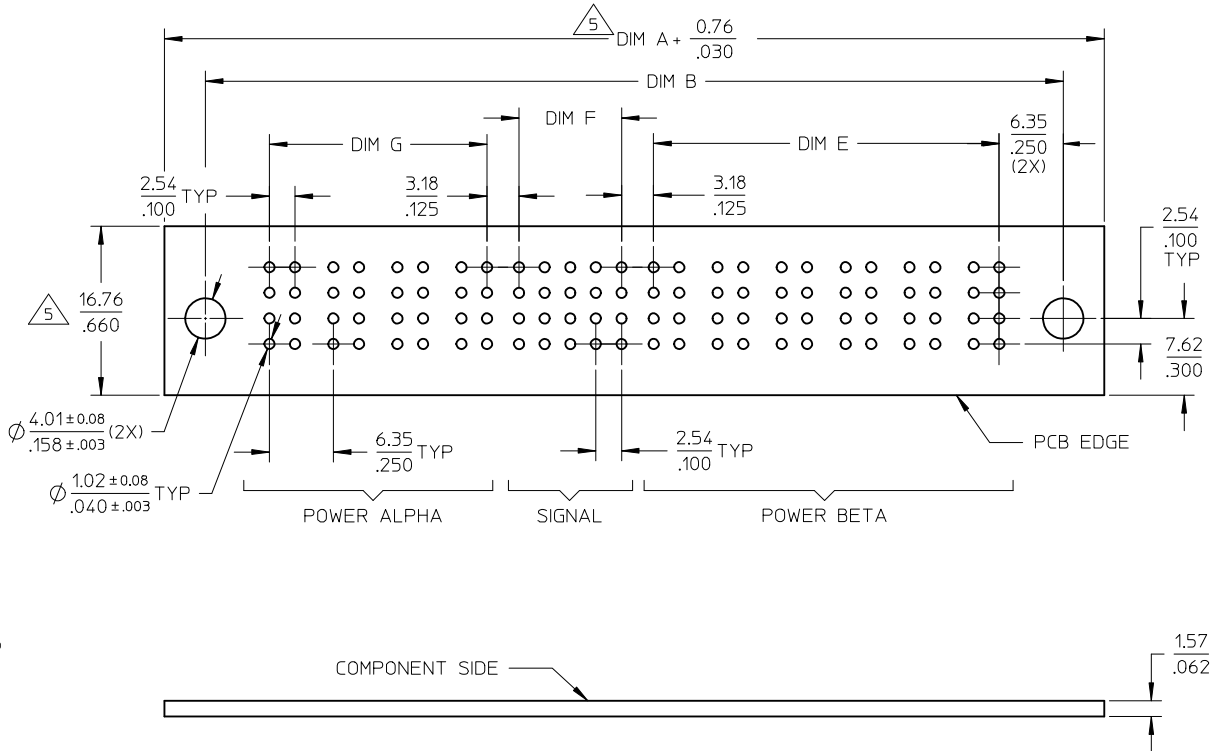 5
DIM A+ 0.76
.030
DIM B
DIM F
DIM G
DIM E
6.35
.250
(2X)
2.54
.100
TYP
3.18
.125
3.18
.125
2.54
.100
TYP
5
16.76
.660
7.62
.300
Ø 4.01±0.08
.158±.003
(2X)
PCB EDGE
6.35
.250
TYP
2.54
.100
TYP
Ø 1.02±0.08
.040±.003
TYP
POWER ALPHA
SIGNAL
POWER BETA
COMPONENT SIDE
1.57
.062